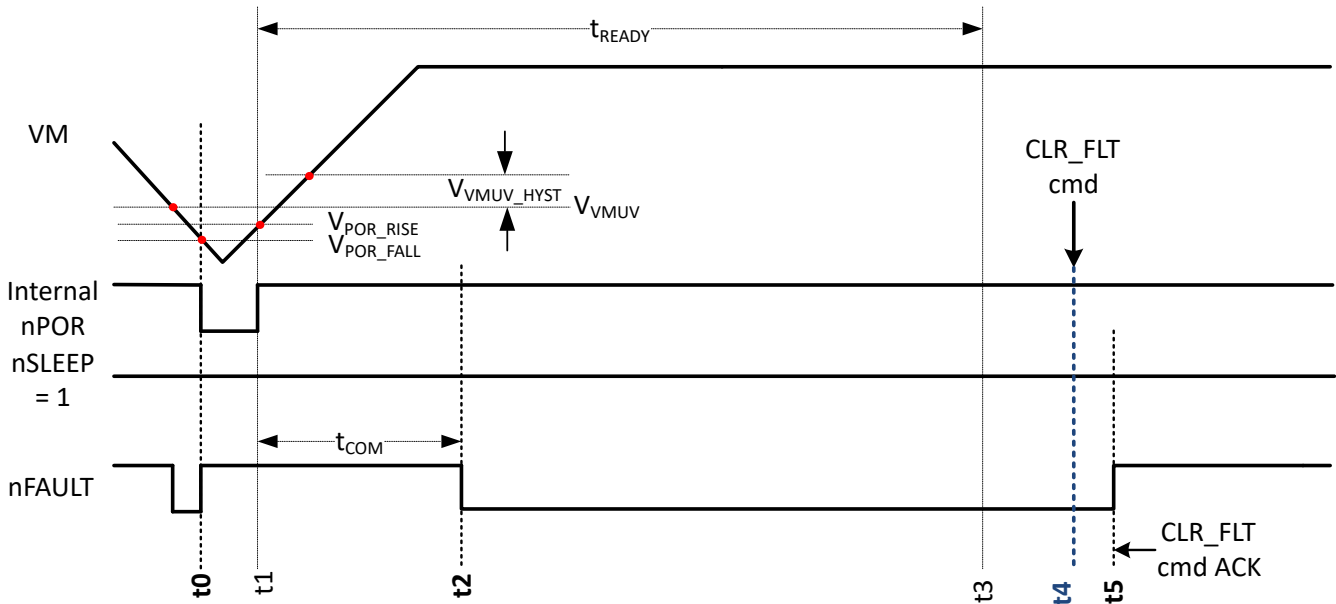 tREADY
VM
CLR_FLT
cmd
VVMUV_HYST
VVMUV
VPOR_RISE
VPOR_FALL
Internal
nPOR
nSLEEP
= 1
tCOM
nFAULT
CLR_FLT
cmd ACK
t0
t1
t2
t3
t4
t5